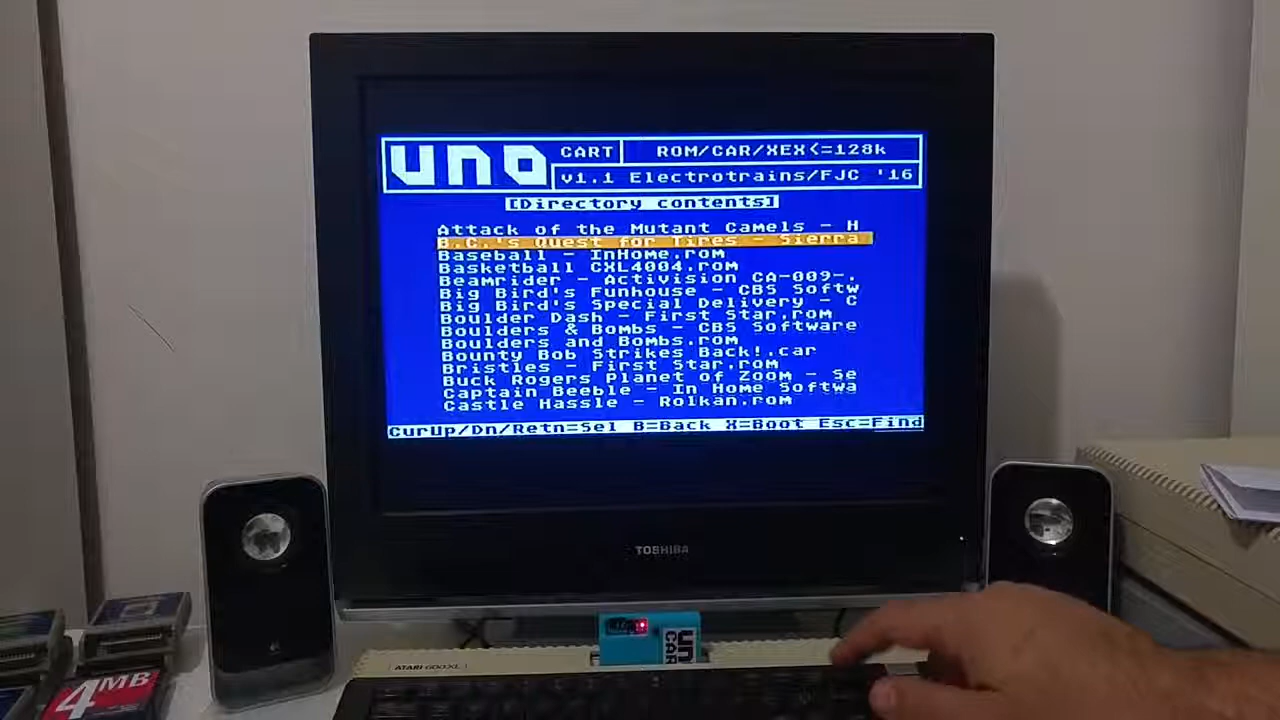 UNO CART ROM/CAR/XEX<=128k
v1.1 Electrotrains/FJC '16
[Directory contents]
Attack of the Mutant Camels - H
B.C.'s Quest for Tires - Sierra
Baseball - InHome.rom
Basketball CXL4004.rom
Beamrider - Activision CA-009-.
Big Bird's Funhouse - CBS Softw
Big Bird's Special Delivery - C
Boulder Dash - First Star.rom
Boulders & Bombs - CBS Software
Boulders and Bombs.rom
Bounty Bob Strikes Back!.car
Bristles - First Star.rom
Buck Rogers Planet of Zoom - Se
Captain Beeble - In Home Softwa
Castle Hassle - Rolkan.rom
CurUp/Dn/Retn=Sel B=Back X=Boot Esc=Find
TOSHIBA
ATARI 600XL
UNO
CAR
4MB